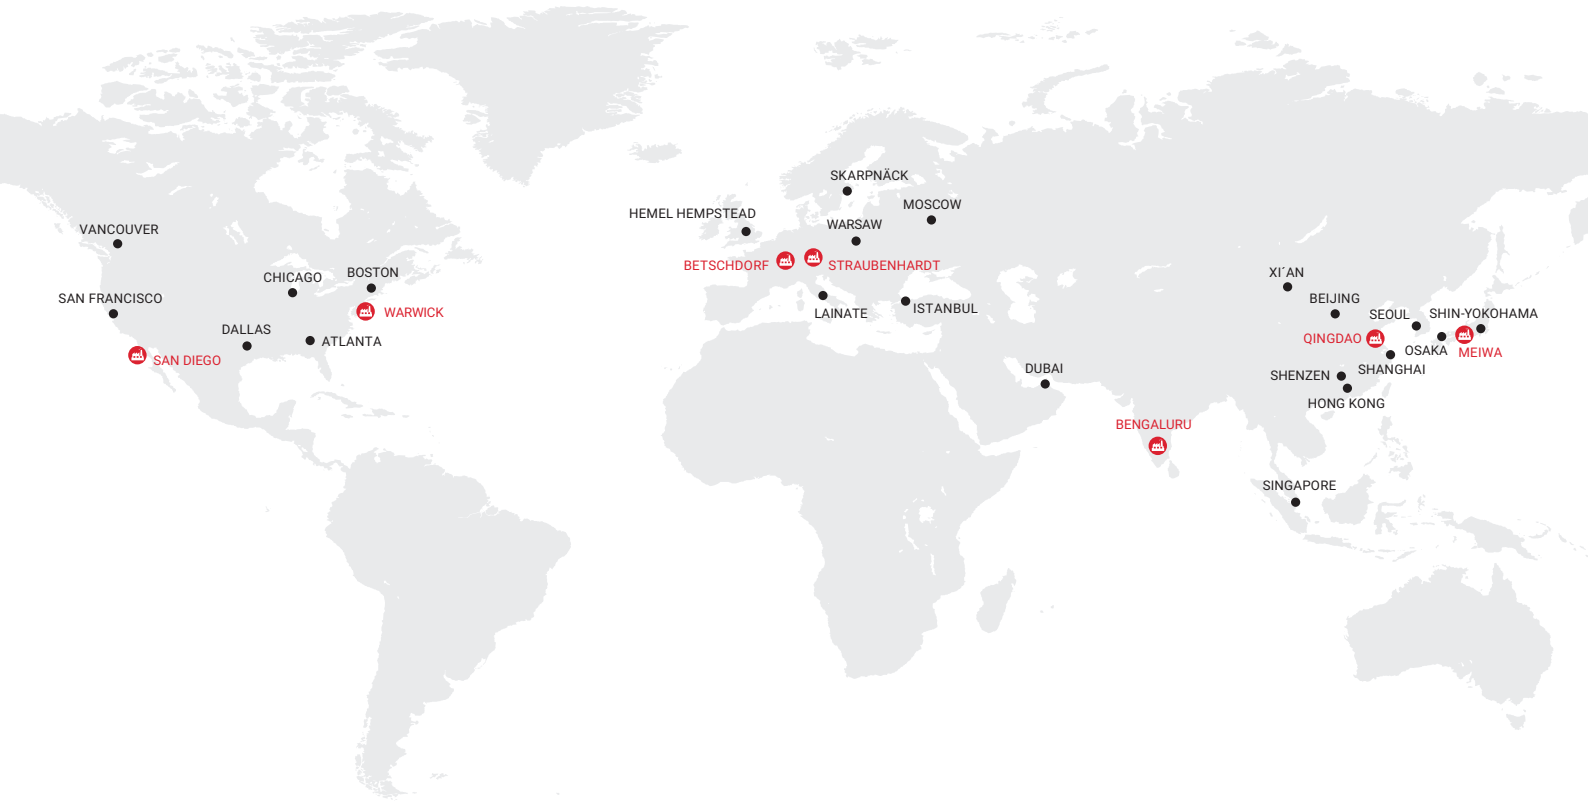 SKARPNÄCK
MOSCOW
HEMEL HEMPSTEAD
WARSAW
VANCOUVER
BETSCHDORF
STRAUBENHARDT
CHICAGO
BOSTON
XI´AN
SAN FRANCISCO
BEIJING
ISTANBUL
WARWICK
LAINATE
SEOUL
SHIN-YOKOHAMA
DALLAS
ATLANTA
QINGDAO
OSAKA
MEIWA
SAN DIEGO
DUBAI
SHENZEN
SHANGHAI
HONG KONG
BENGALURU
SINGAPORE